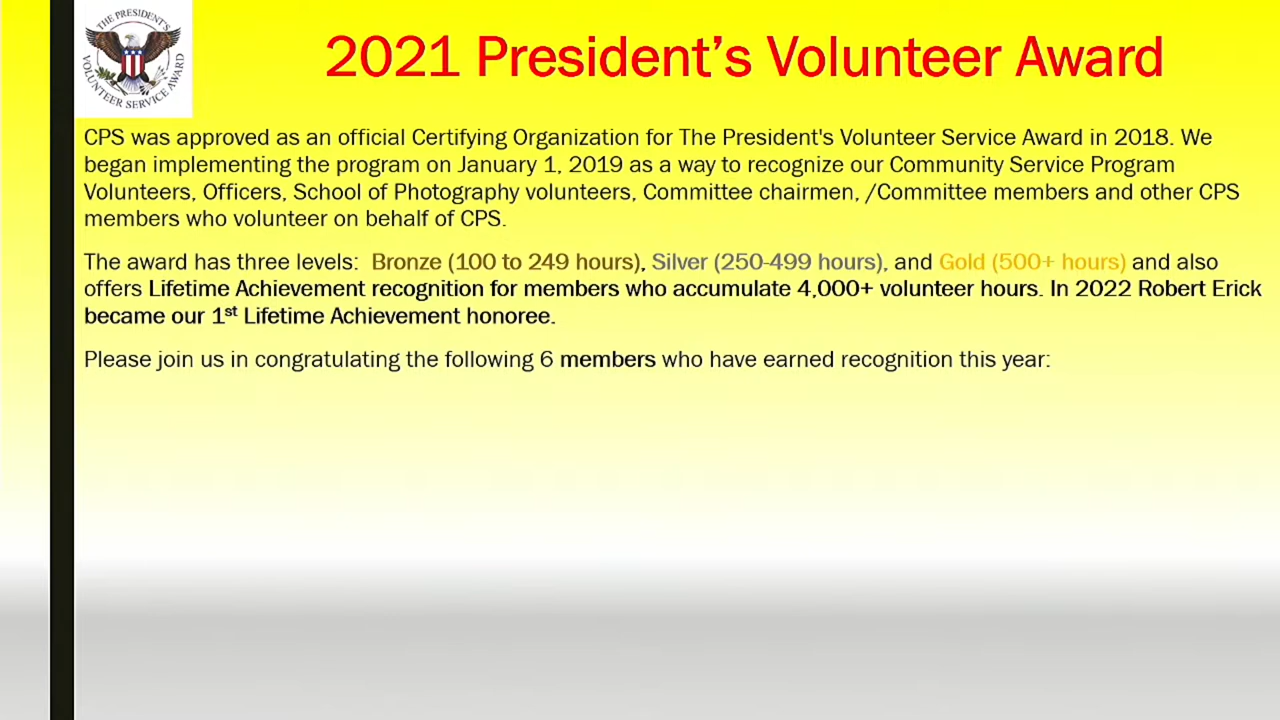 THE PRESIDENT'S
VOLUNTEER SERVICE AWARD
2021 President’s Volunteer Award
CPS was approved as an official Certifying Organization for The President's Volunteer Service Award in 2018. We
began implementing the program on January 1, 2019 as a way to recognize our Community Service Program
Volunteers, Officers, School of Photography volunteers, Committee chairmen, /Committee members and other CPS
members who volunteer on behalf of CPS.
The award has three levels: Bronze (100 to 249 hours), Silver (250-499 hours), and Gold (500+ hours) and also
offers Lifetime Achievement recognition for members who accumulate 4,000+ volunteer hours. In 2022 Robert Erick
became our 1st Lifetime Achievement honoree.
Please join us in congratulating the following 6 members who have earned recognition this year: